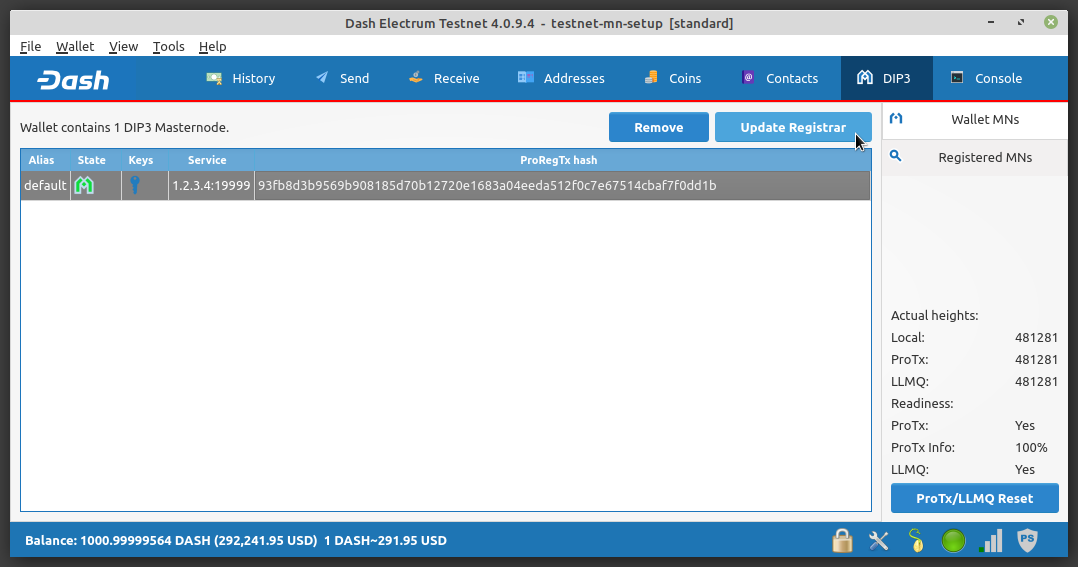 Dash Electrum Testnet 4.0.9.4 - testnet-mn-setup [standard]
File Wallet View Tools Help
Dash History Send Receive Addresses Coins Contacts DIP3 Console
Wallet contains 1 DIP3 Masternode. Remove Update Registrar
Wallet MNs
Registered MNs
Alias State Keys Service ProRegTx hash
default 1.2.3.4:19999 93fb8d3b9569b908185d70b12720e1683a04eeda512f0c7e67514cbaf7f0dd1b
Actual heights:
Local: 481281
ProTx: 481281
LLMQ: 481281
Readiness:
ProTx: Yes
ProTx Info: 100%
LLMQ: Yes
ProTx/LLMQ Reset
Balance: 1000.99999564 DASH (292,241.95 USD) 1 DASH~291.95 USD
PS